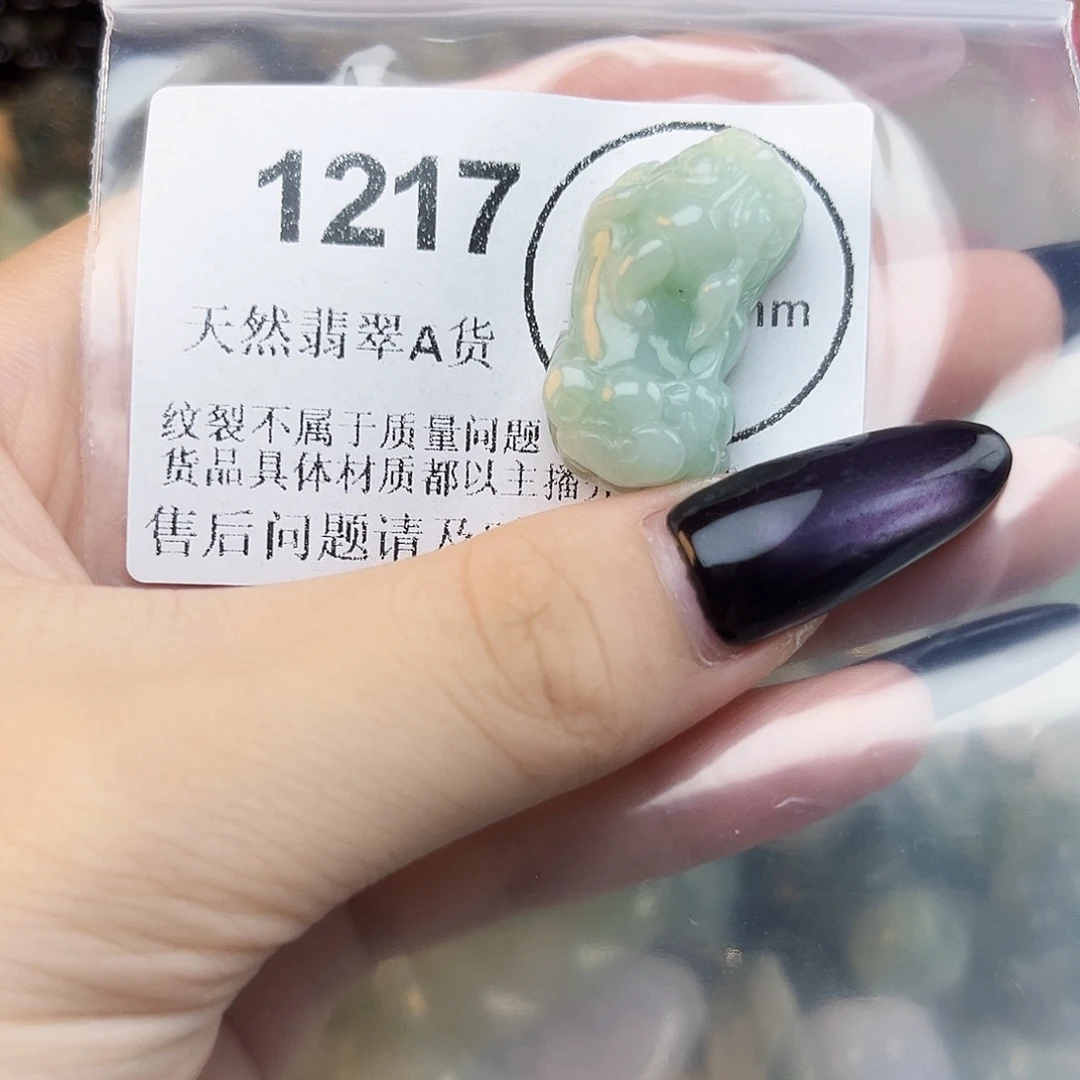 1217
mm
天然翡翠A货
纹裂不属于质量问题
货品具体材质都以主播
售后问题请及